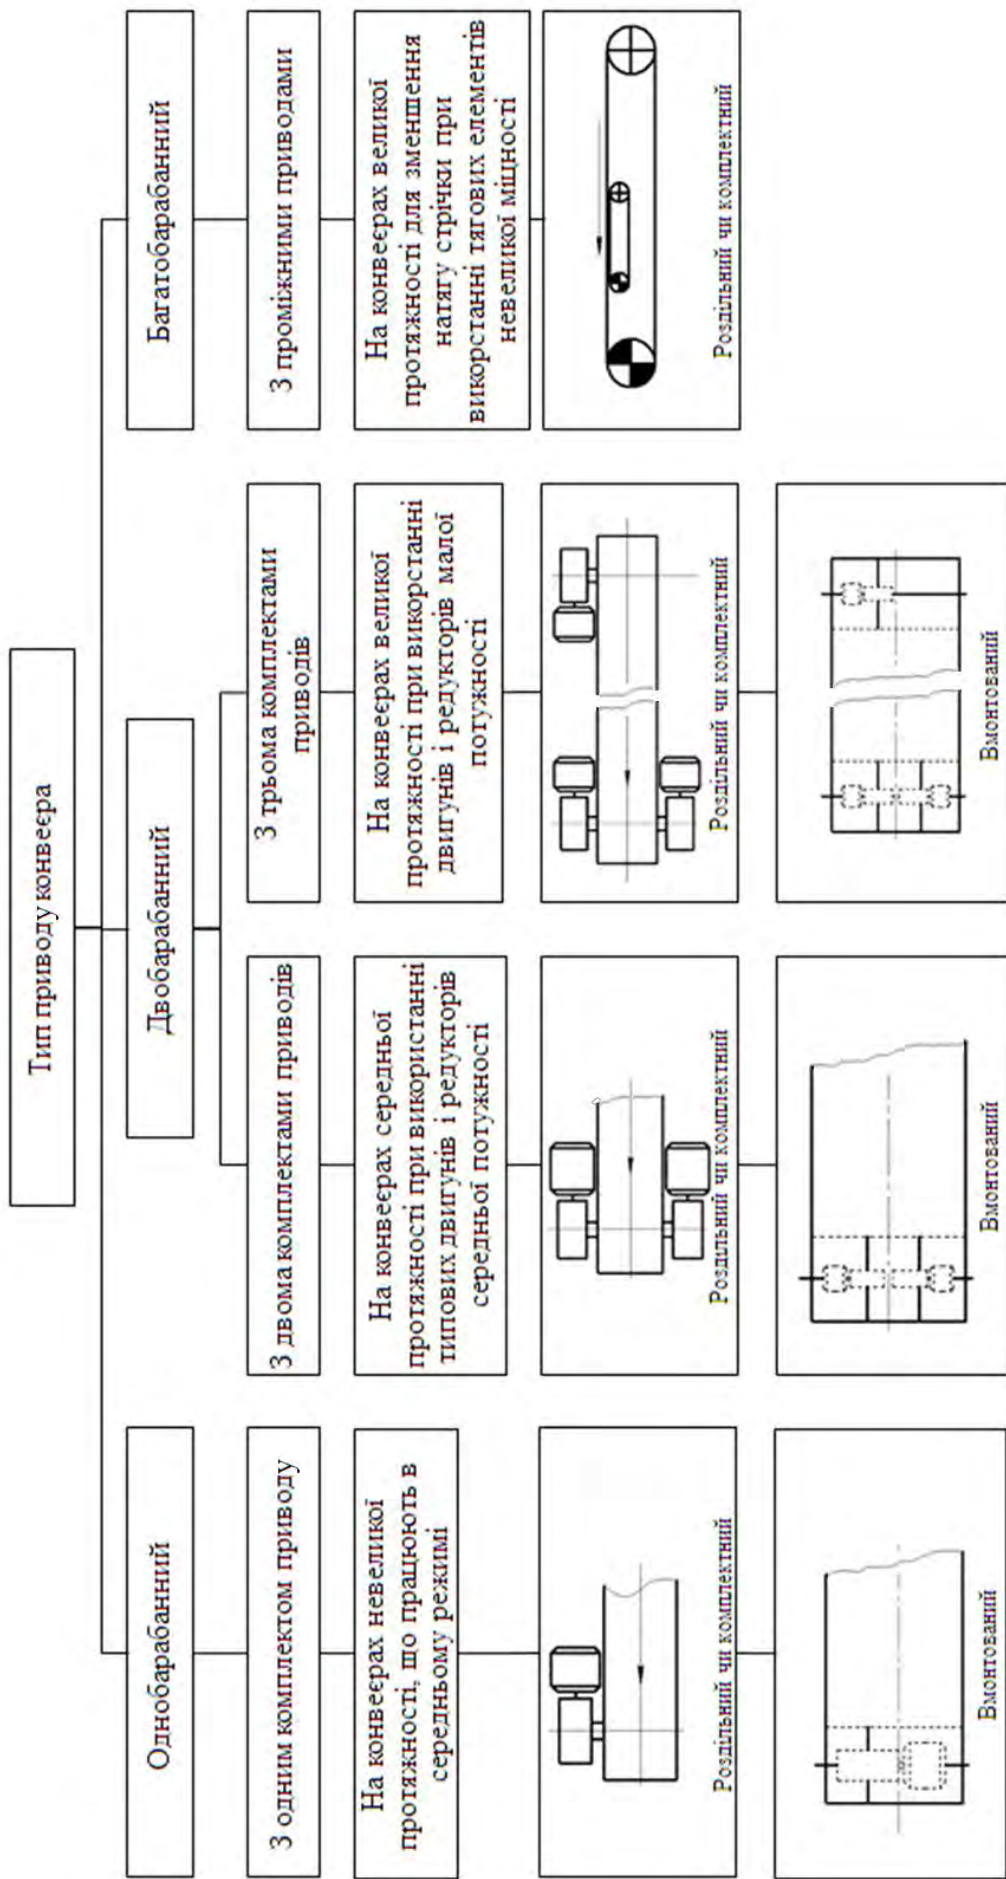 Тип приводу конвеєра
Однобарабанний
Двобарабанний
Багатобарабанний
З одним комплектом приводу
З двома комплектами приводів
З трьома комплектами
приводів
З проміжними приводами
На конвеєрах невеликої
протяжності, що працюють в
середньому режимі
На конвеєрах середньої
протяжності при використанні
типових двигунів і редукторів
середньої потужності
На конвеєрах великої
протяжності при викорстанні
двигунів і редукторів малої
потужності
На конвеєрах великої
протяжності для зменшення
натягу стрічки при
викорстанні тягових елементів
невеликої міцності
Роздільний чи комплектний
Роздільний чи комплектний
Роздільний чи комплектний
Роздільний чи комплектний
Вмонтований
Вмонтований
Вмонтований